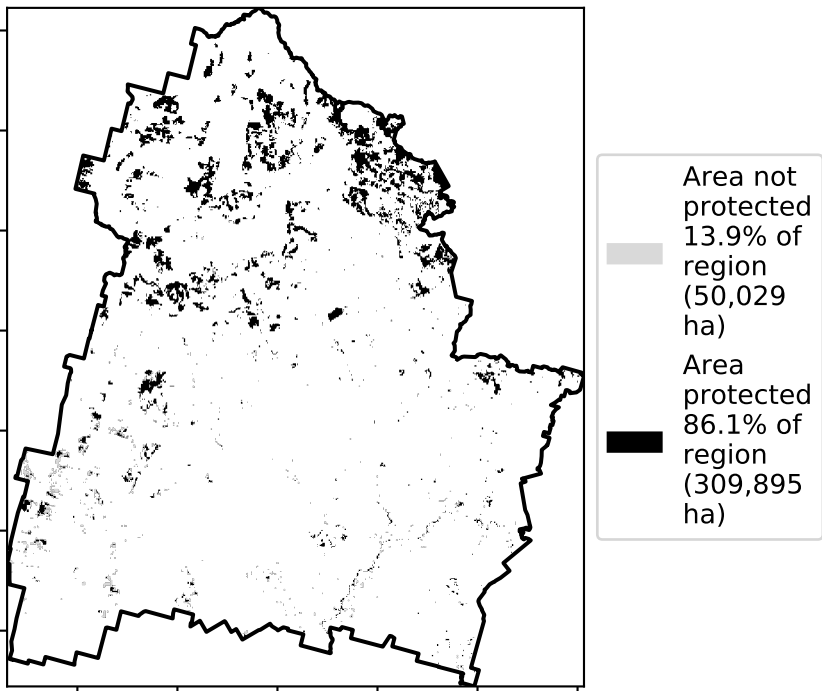 Area not
protected
13.9% of
region
(50,029
ha)
Area
protected
86.1% of
region
(309,895
ha)